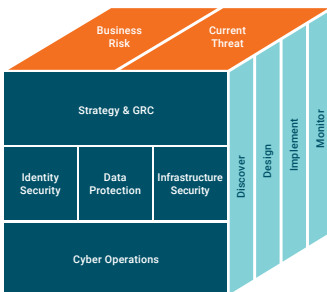 Business
Risk
Current
Threat
Strategy & GRC
Identity
Security
Data
Protection
Infrastructure
Security
Cyber Operations
Discover
Design
Implement
Monitor